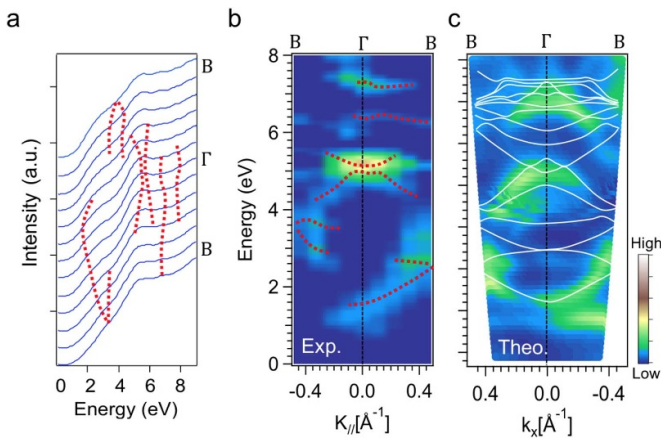 a
b
c
B
Γ
B
B
Γ
B
B
Γ
B
Intensity (a.u.)
0
2
4
6
8
Energy (eV)
Energy (eV)
8
6
4
2
0
Exp.
-0.4
0.0
0.4
K//[Å⁻¹]
Theo.
0.4
0.0
-0.4
kₓ[Å⁻¹]
High
Low